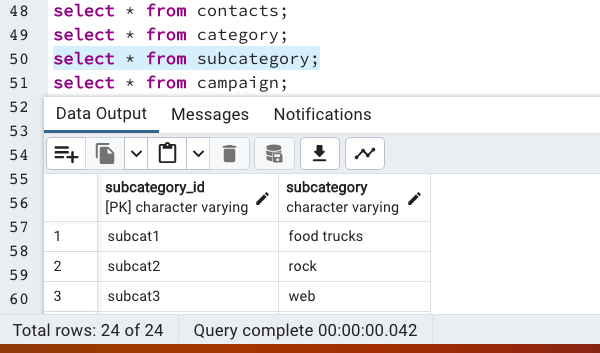 48 select * from contacts;
49 select * from category;
50 select * from subcategory;
51 select * from campaign;
52
Data Output Messages Notifications
53
54
55
subcategory_id subcategory
56
[PK] character varying character varying
57
1 subcat1 food trucks
58
2 subcat2 rock
59
3 subcat3 web
60
Total rows: 24 of 24 Query complete 00:00:00.042